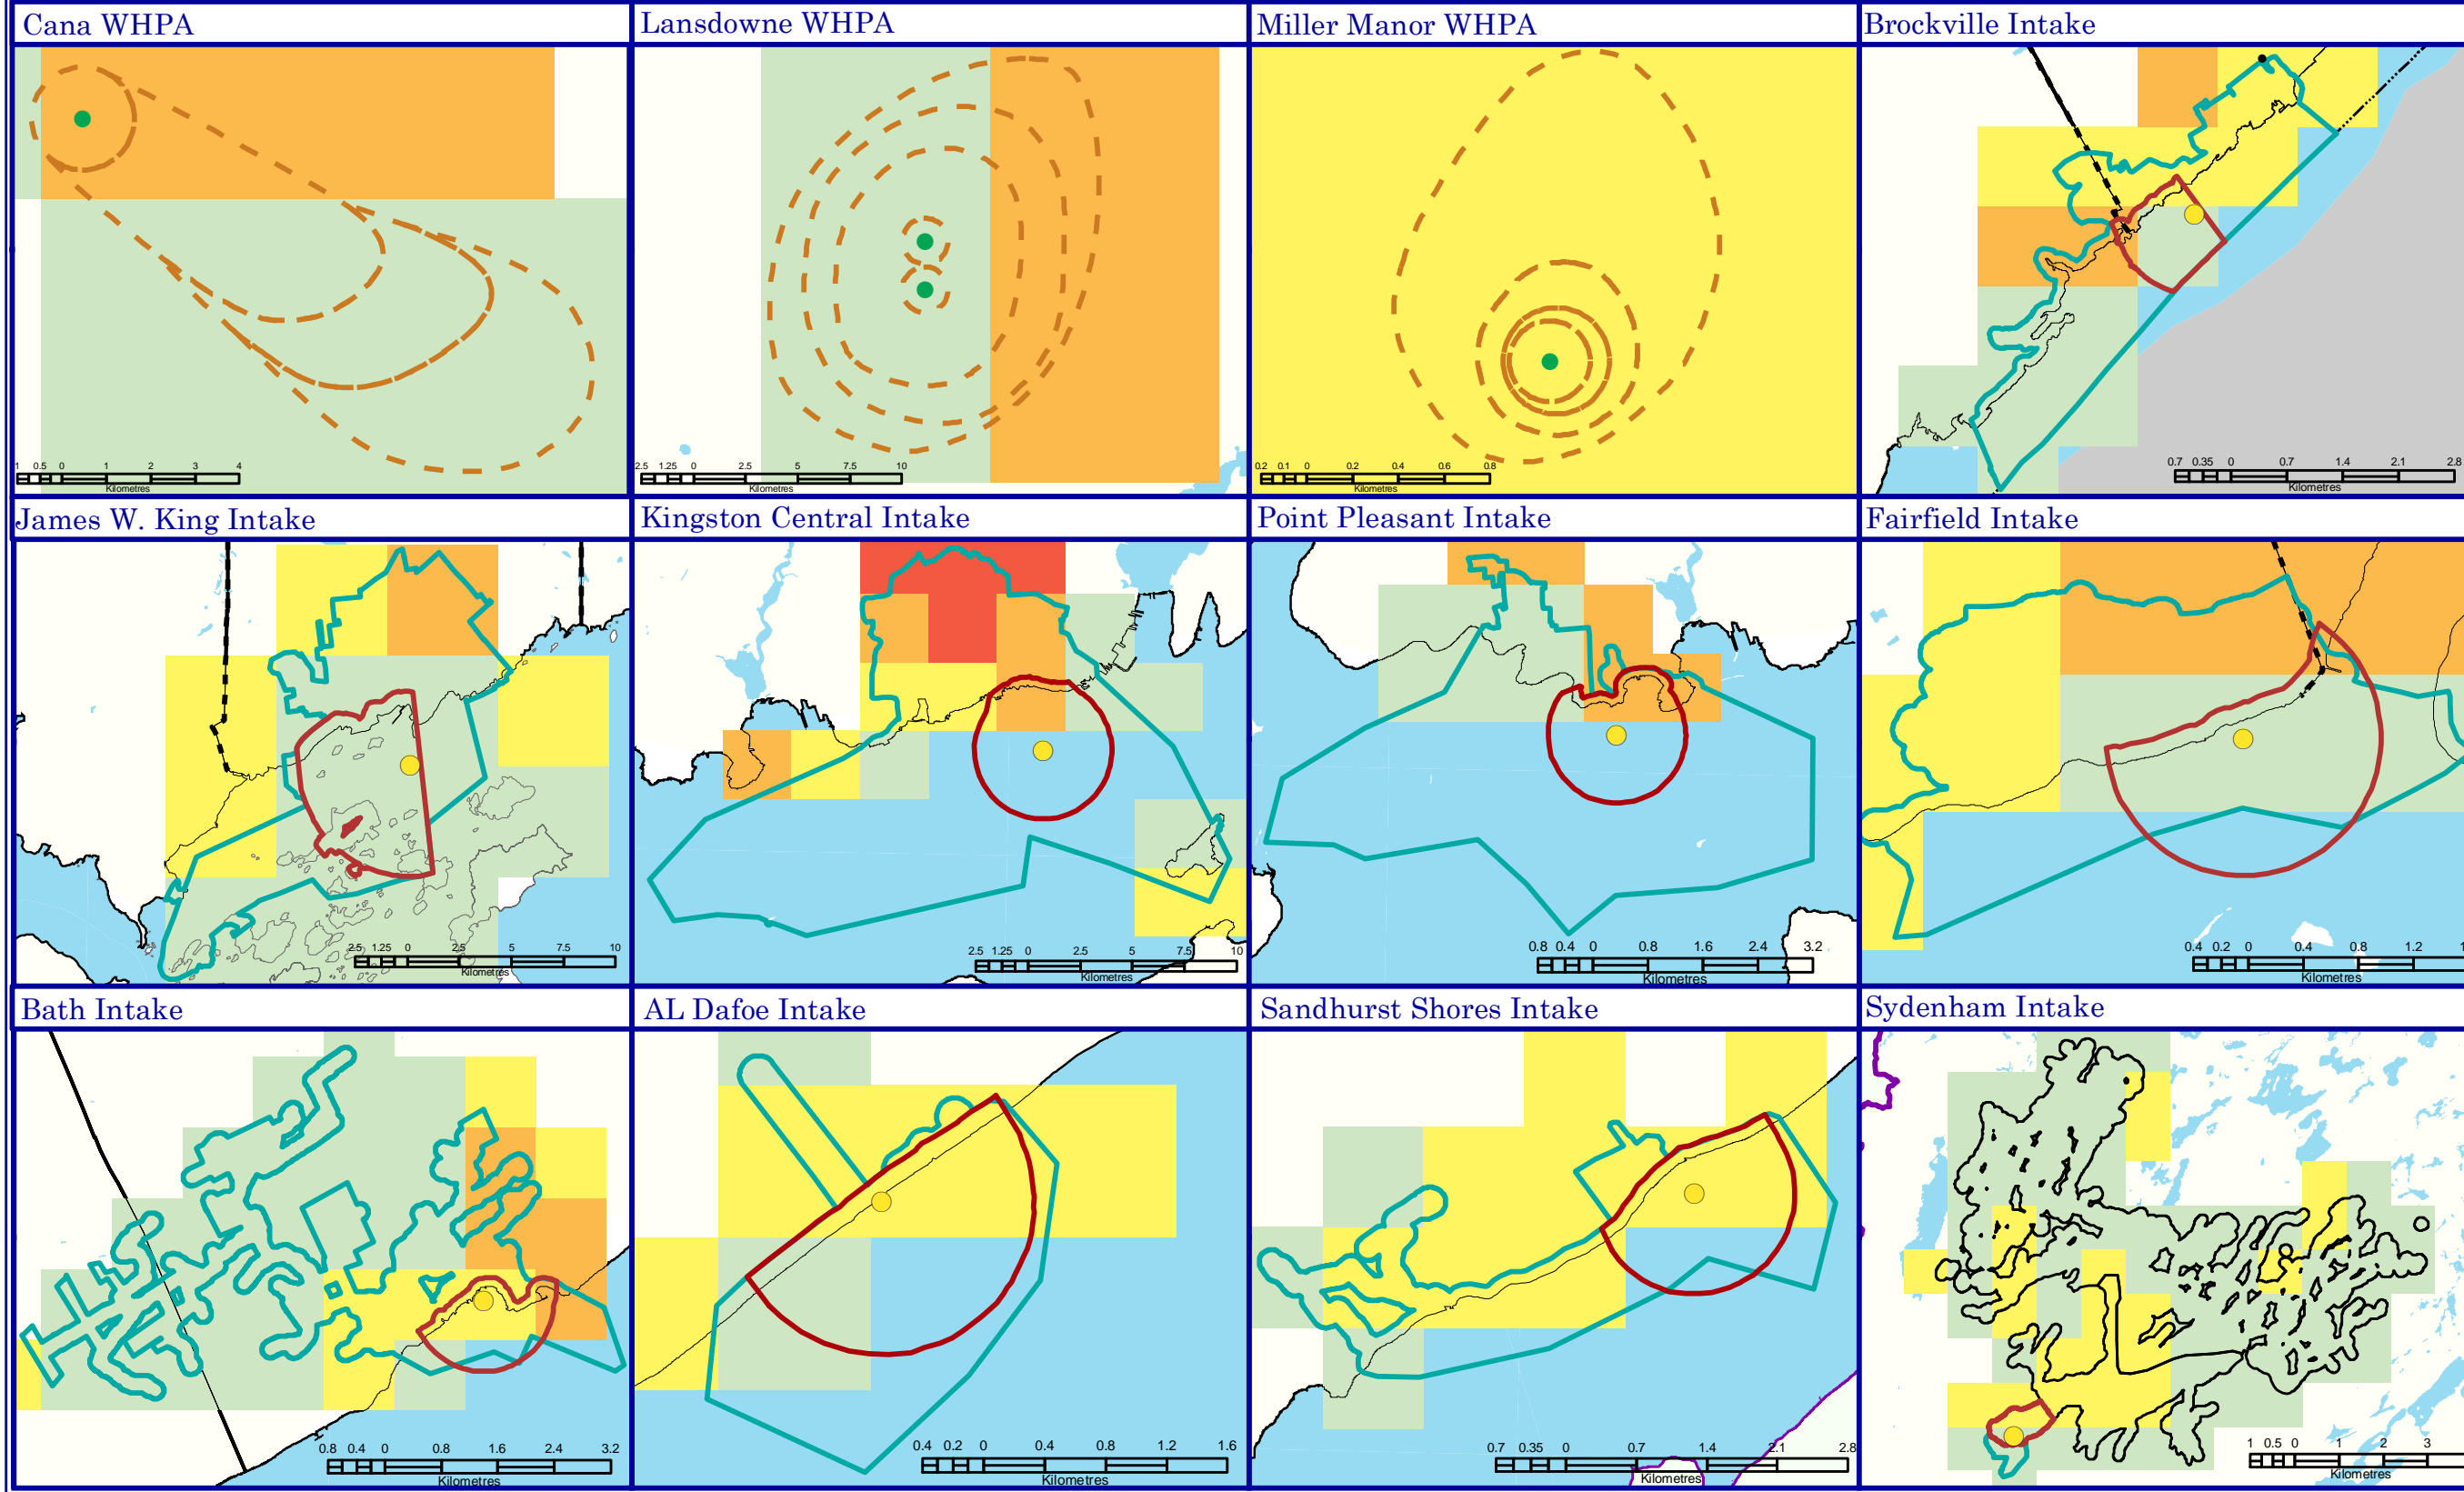 Cana WHPA
Lansdowne WHPA
Miller Manor WHPA
Brockville Intake
1 0.5 0 1 2 3 4
Kilometres
2.5 1.25 0 2.5 5 7.5 10
Kilometres
0.2 0.1 0 0.2 0.4 0.6 0.8
Kilometres
0.7 0.35 0 0.7 1.4 2.1 2.8
Kilometres
James W. King Intake
Kingston Central Intake
Point Pleasant Intake
Fairfield Intake
2.5 1.25 0 2.5 5 7.5 10
Kilometres
2.5 1.25 0 2.5 5 7.5 10
Kilometres
0.8 0.4 0 0.8 1.6 2.4 3.2
Kilometres
0.4 0.2 0 0.4 0.8 1.2
Kilometres
Bath Intake
AL Dafoe Intake
Sandhurst Shores Intake
Sydenham Intake
0.8 0.4 0 0.8 1.6 2.4 3.2
Kilometres
0.4 0.2 0 0.4 0.8 1.2 1.6
Kilometres
0.7 0.35 0 0.7 1.4 2.1 2.8
Kilometres
1 0.5 0 1 2 3
Kilometres